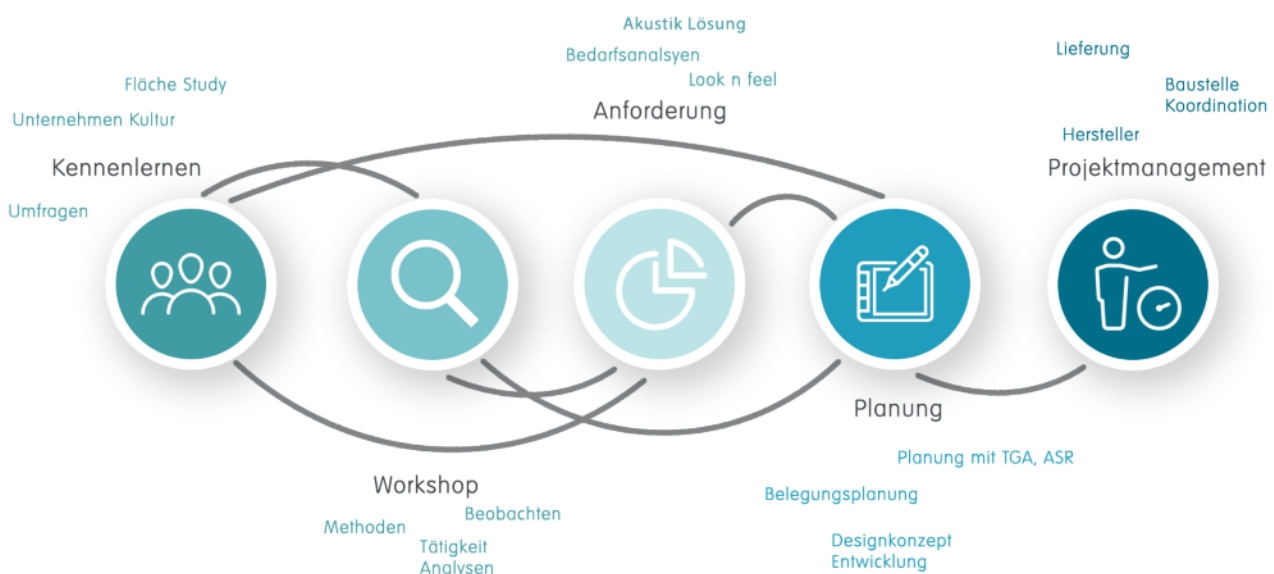 Fläche Study
Unternehmen Kultur
Kennenlernen
Umfragen
Workshop
Methoden
Beobachten
Tätigkeit
Analysen
Akustik Lösung
Bedarfsanalsyen
Look n feel
Anforderung
Planung
Planung mit TGA, ASR
Belegungsplanung
Designkonzept
Entwicklung
Lieferung
Baustelle
Koordination
Hersteller
Projektmanagement